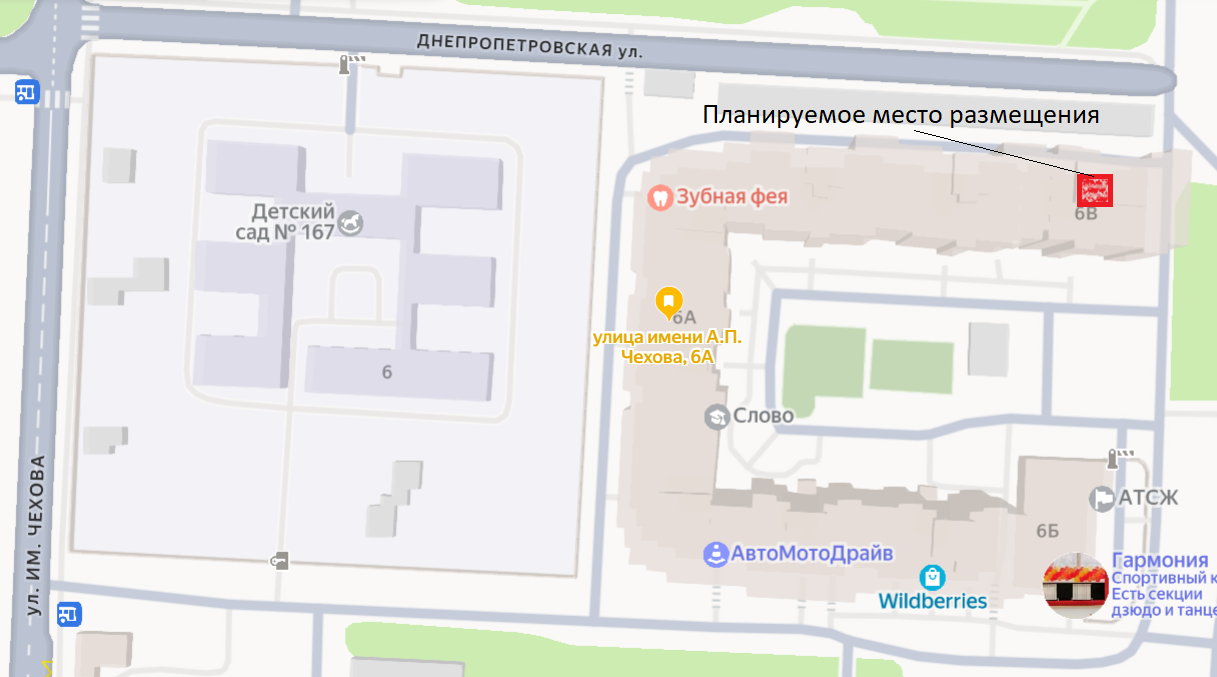 ДНЕПРОПЕТРОВСКАЯ ул.
Планируемое место размещения
Зубная фея
6В
Детский
сад № 167
6А
улица имени А.П.
Чехова, 6А
6
Слово
ул. ИМ. ЧЕХОВА
АТСЖ
6Б
АвтоМотоДрайв
Wildberries
Гармония
Спортивный к
Есть секции
дзюдо и танце